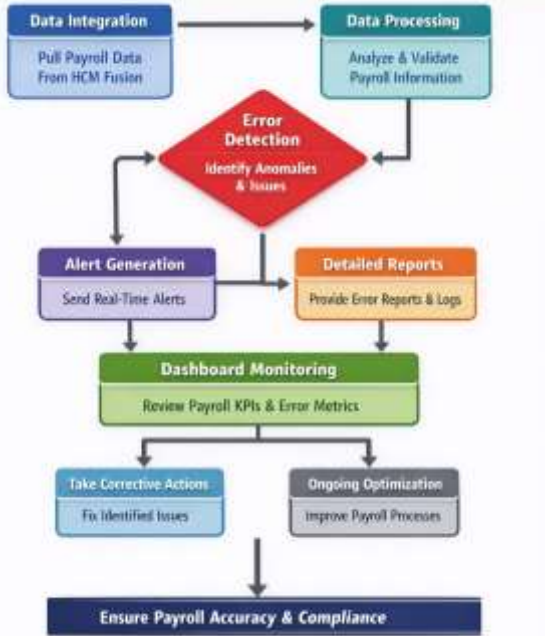 Data Integration
Pull Payroll Data
From HCM Fusion
Data Processing
Analyze & Validate
Payroll Information
Error
Detection
Identify Anomalies
& Issues
Alert Generation
Send Real-Time Alerts
Detailed Reports
Provide Error Reports & Logs
Dashboard Monitoring
Review Payroll KPIs & Error Metrics
Take Corrective Actions
Fix Identified Issues
Ongoing Optimization
Improve Payroll Processes
Ensure Payroll Accuracy & Compliance